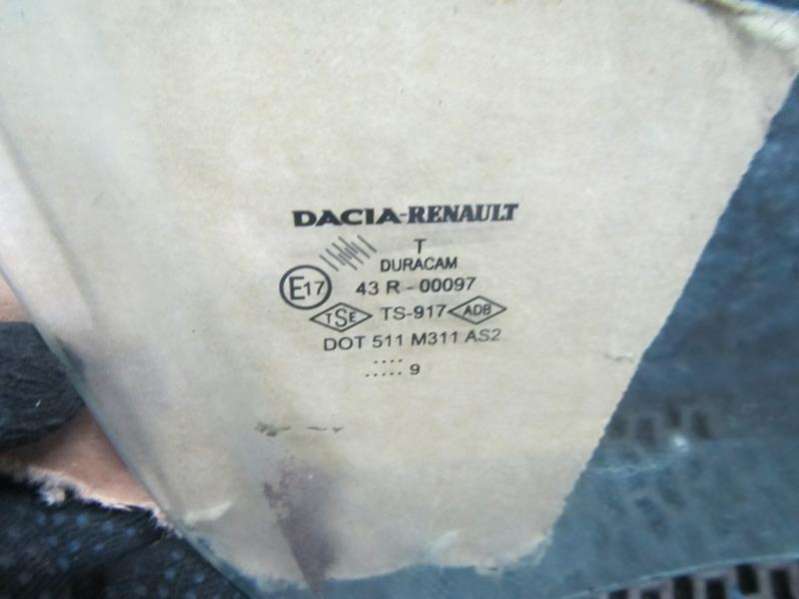 DACIA-RENAULT
T
DURACAM
E17 43 R - 00097
TSE TS-917 ADB
DOT 511 M311 AS2
....
..... 9